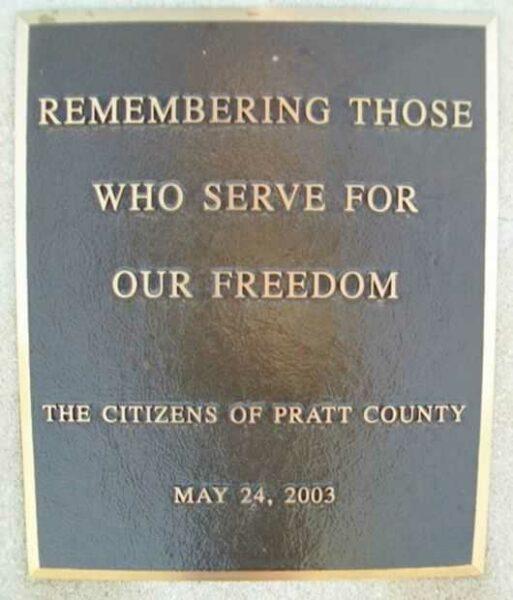 REMEMBERING THOSE
WHO SERVE FOR
OUR FREEDOM
THE CITIZENS OF PRATT COUNTY
MAY 24, 2003